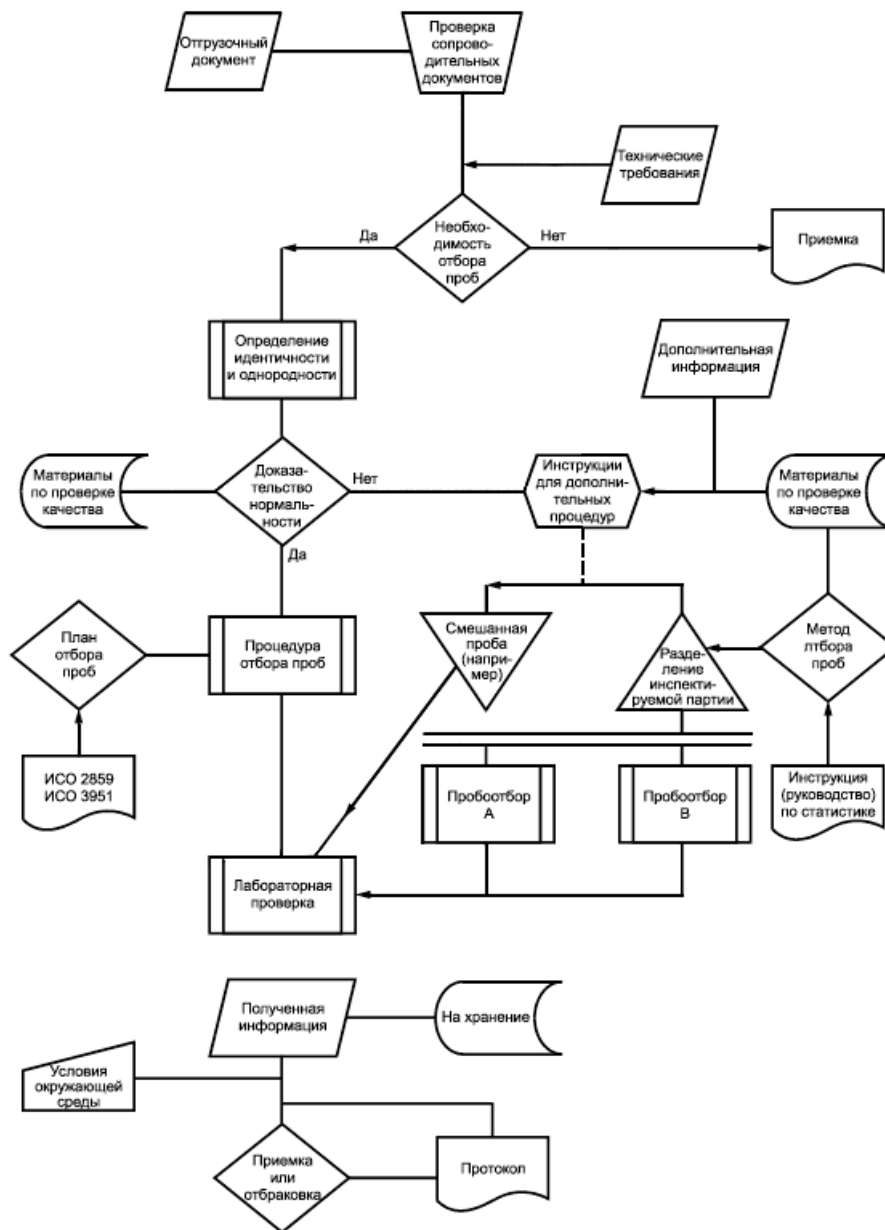 Отгрузочный
документ
Проверка
сопрово-
дительных
документов
Технические
требования
Да
Необхо-
димость
отбора
проб
Нет
Приемка
Определение
идентичности
и однородности
Дополнительная
информация
Материалы
по проверке
качества
Доказа-
тельство
нормаль-
ности
Нет
Инструкции
для дополни-
тельных
процедур
Материалы
по проверке
качества
Да
План
отбора
проб
Процедура
отбора проб
Смешанная
проба
(напри-
мер)
Разде-
ление
инспекти-
руемой партии
Метод
лтбора
проб
ИСО 2859
ИСО 3951
Пробоотбор
А
Пробоотбор
В
Инструкция
(руководство)
по статистике
Лабораторная
проверка
Полученная
информация
На хранение
Условия
окружающей
среды
Приемка
или
отбраковка
Протокол